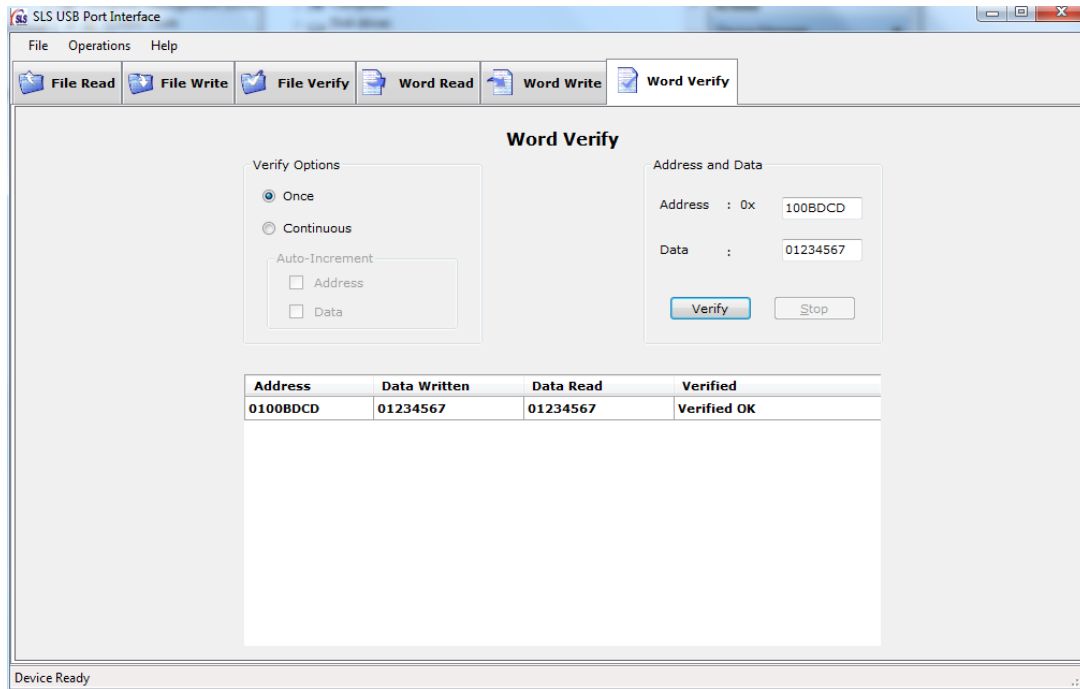 SLS SLS USB Port Interface
File Operations Help
File Read File Write File Verify Word Read Word Write Word Verify
Word Verify
Verify Options
Once
Continuous
Auto-Increment
Address
Data
Address and Data
Address : 0x 100BDCD
Data : 01234567
Verify Stop
Address Data Written Data Read Verified
0100BDCD 01234567 01234567 Verified OK
Device Ready